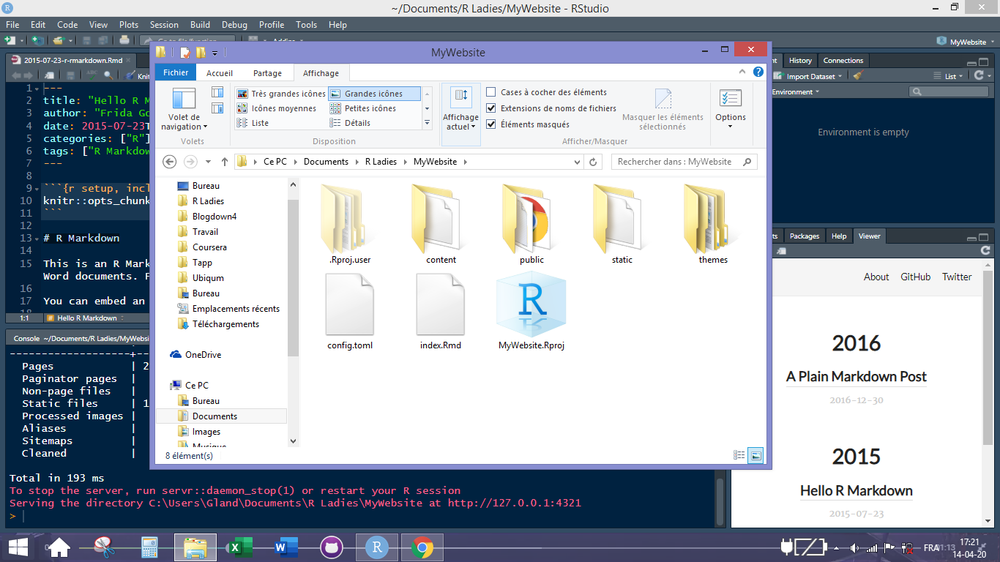 ~/Documents/R Ladies/MyWebsite - RStudio
File Edit Code View Plots Session Build Debug Profile Tools Help
Go to file/function Addins
MyWebsite
2015-07-23-r-rmarkdown.Rmd
Knit
1 ---
2 title: "Hello R M
3 author: "Frida Go
4 date: 2015-07-23T
5 categories: ["R"]
6 tags: ["R Markdow
7 ---
8
9 ```{r setup, incl
10 knitr::opts_chunk
11 ```
12
13 # R Markdown
14
15 This is an R Mark
Word documents. F
16
17 You can embed an
18
1:1 Hello R Markdown
Console ~/Documents/R Ladies/MyWebsi
-------------------+--
Pages | 2
Paginator pages |
Non-page files |
Static files | 1
Processed images |
Aliases |
Sitemaps |
Cleaned |
Total in 193 ms
To stop the server, run servr::daemon_stop(1) or restart your R session
Serving the directory C:\Users\Gland\Documents\R Ladies\MyWebsite at http://127.0.0.1:4321
>
MyWebsite
Fichier Accueil Partage Affichage
Volet de navigation
Volets
Très grandes icônes Grandes icônes
Icônes moyennes Petites icônes
Liste Détails
Disposition
Affichage actuel
Cases à cocher des éléments
Extensions de noms de fichiers
Éléments masqués
Masquer les éléments sélectionnés
Afficher/Masquer
Options
Ce PC Documents R Ladies MyWebsite
Rechercher dans : MyWebsite
Bureau
R Ladies
Blogdown4
Travail
Coursera
Tapp
Ubiqum
Bureau
Emplacements récents
Téléchargements
OneDrive
Ce PC
Bureau
Documents
Images
Musique
.Rproj.user content public static themes
config.toml index.Rmd MyWebsite.Rproj
8 élément(s)
nt History Connections
Import Dataset List
Environment
Environment is empty
ts Packages Help Viewer
About GitHub Twitter
2016
A Plain Markdown Post
2016-12-30
2015
Hello R Markdown
2015-07-23
FRA
17:21
14-04-20